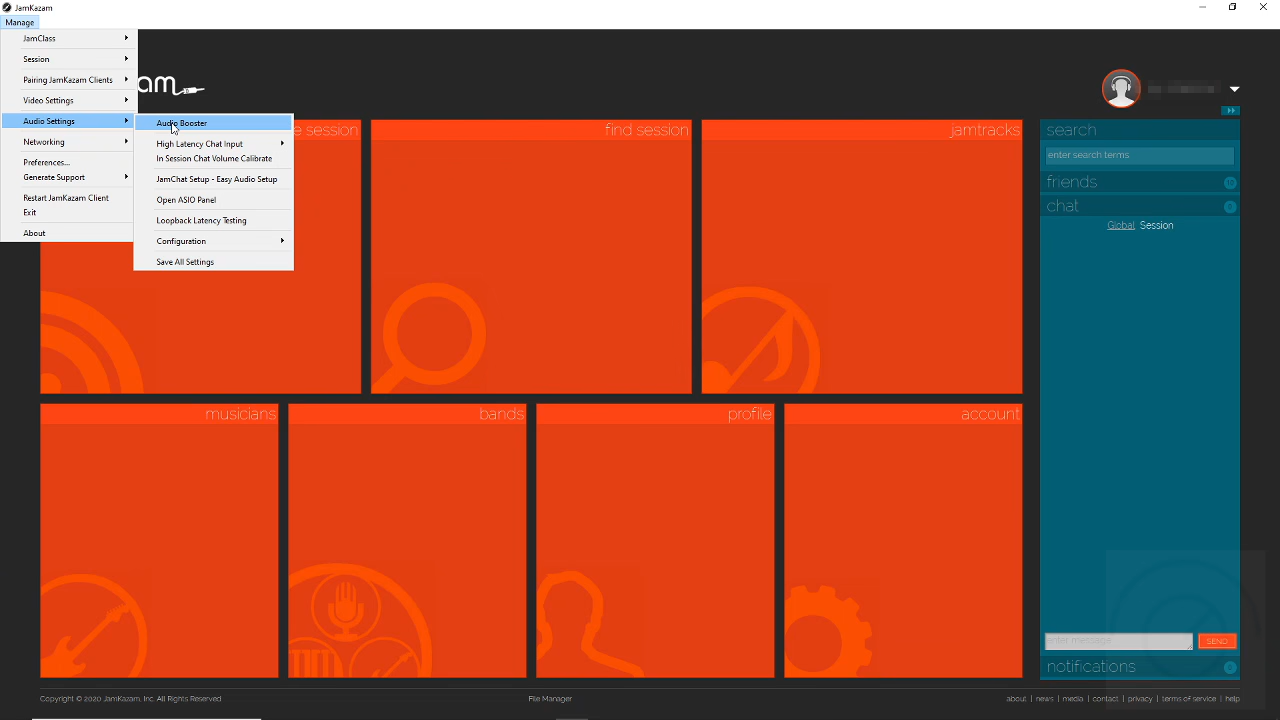 JamKazam
Manage
JamClass
Session
Pairing JamKazam Clients
Video Settings
Audio Settings
Networking
Preferences...
Generate Support
Restart JamKazam Client
Exit
About
Audio Booster
High Latency Chat Input
In Session Chat Volume Calibrate
JamChat Setup - Easy Audio Setup
Open ASIO Panel
Loopback Latency Testing
Configuration
Save All Settings
am
e session
find session
jamtracks
musicians
bands
profile
account
search
enter search terms
friends
chat
Global Session
enter message
SEND
notifications
Copyright © 2020 JamKazam, Inc. All Rights Reserved
File Manager
about | news | media | contact | privacy | terms of service | help